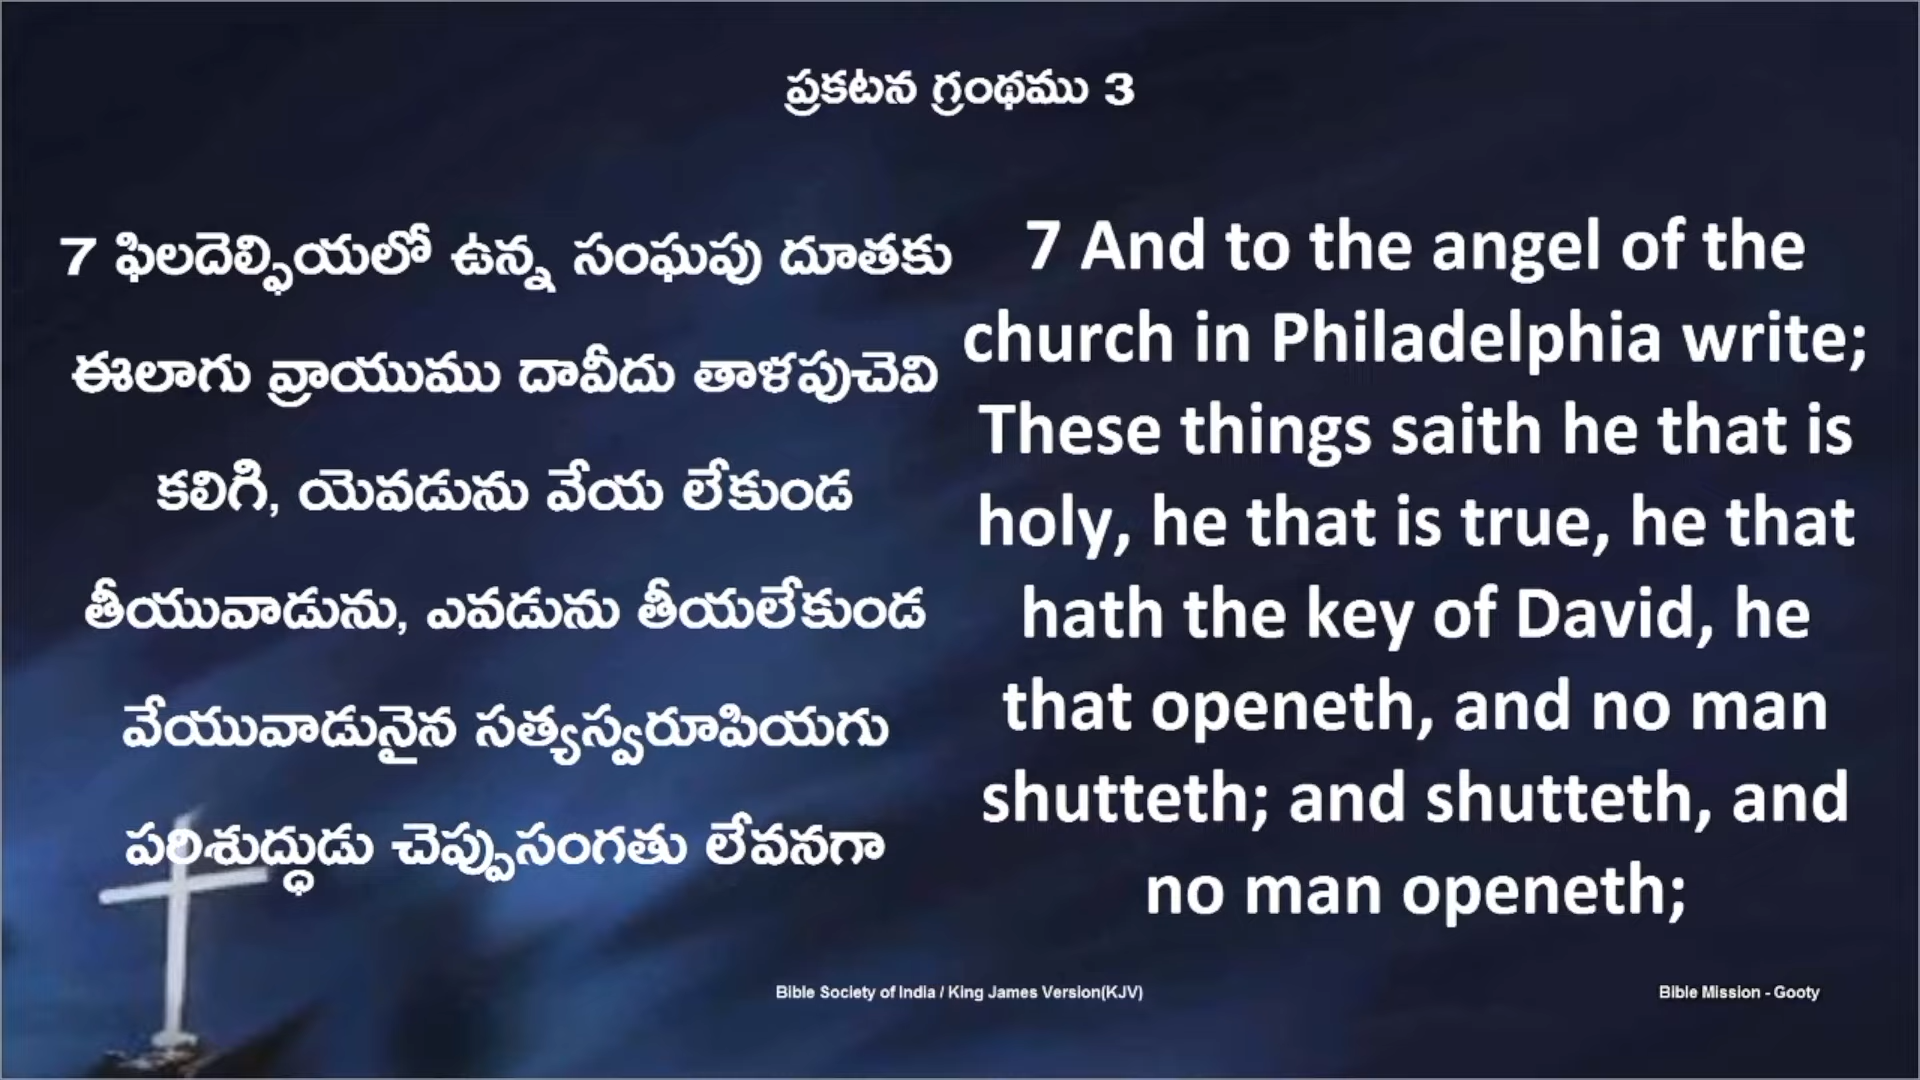 ప్రకటన గ్రంథము 3
7 ఫిలదెల్ఫియలో ఉన్న సంఘపు దూతకు
ఈలాగు వ్రాయుము దావీదు తాళపుచెవి
కలిగి, యెవడును వేయ లేకుండ
తీయువాడును, ఎవడును తీయలేకుండ
వేయువాడునైన సత్యస్వరూపియగు
పరిశుద్ధుడు చెప్పుసంగతు లేవనగా
7 And to the angel of the
church in Philadelphia write;
These things saith he that is
holy, he that is true, he that
hath the key of David, he
that openeth, and no man
shutteth; and shutteth, and
no man openeth;
Bible Society of India / King James Version(KJV)
Bible Mission - Gooty